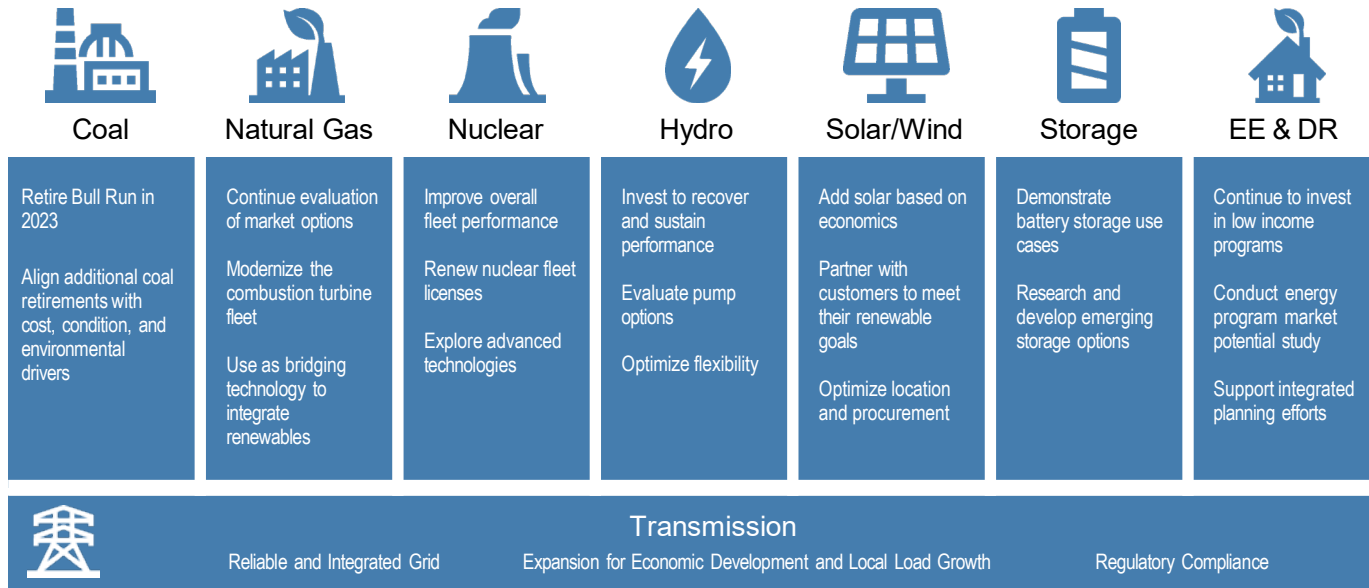 Coal
Natural Gas
Nuclear
Hydro
Solar/Wind
Storage
EE & DR
Retire Bull Run in
2023
Align additional coal
retirements with
cost, condition, and
environmental
drivers
Continue evaluation
of market options
Modernize the
combustion turbine
fleet
Use as bridging
technology to
integrate
renewables
Improve overall
fleet performance
Renew nuclear fleet
licenses
Explore advanced
technologies
Invest to recover
and sustain
performance
Evaluate pump
options
Optimize flexibility
Add solar based on
economics
Partner with
customers to meet
their renewable
goals
Optimize location
and procurement
Demonstrate
battery storage use
cases
Research and
develop emerging
storage options
Continue to invest
in low income
programs
Conduct energy
program market
potential study
Support integrated
planning efforts
Transmission
Reliable and Integrated Grid
Expansion for Economic Development and Local Load Growth
Regulatory Compliance